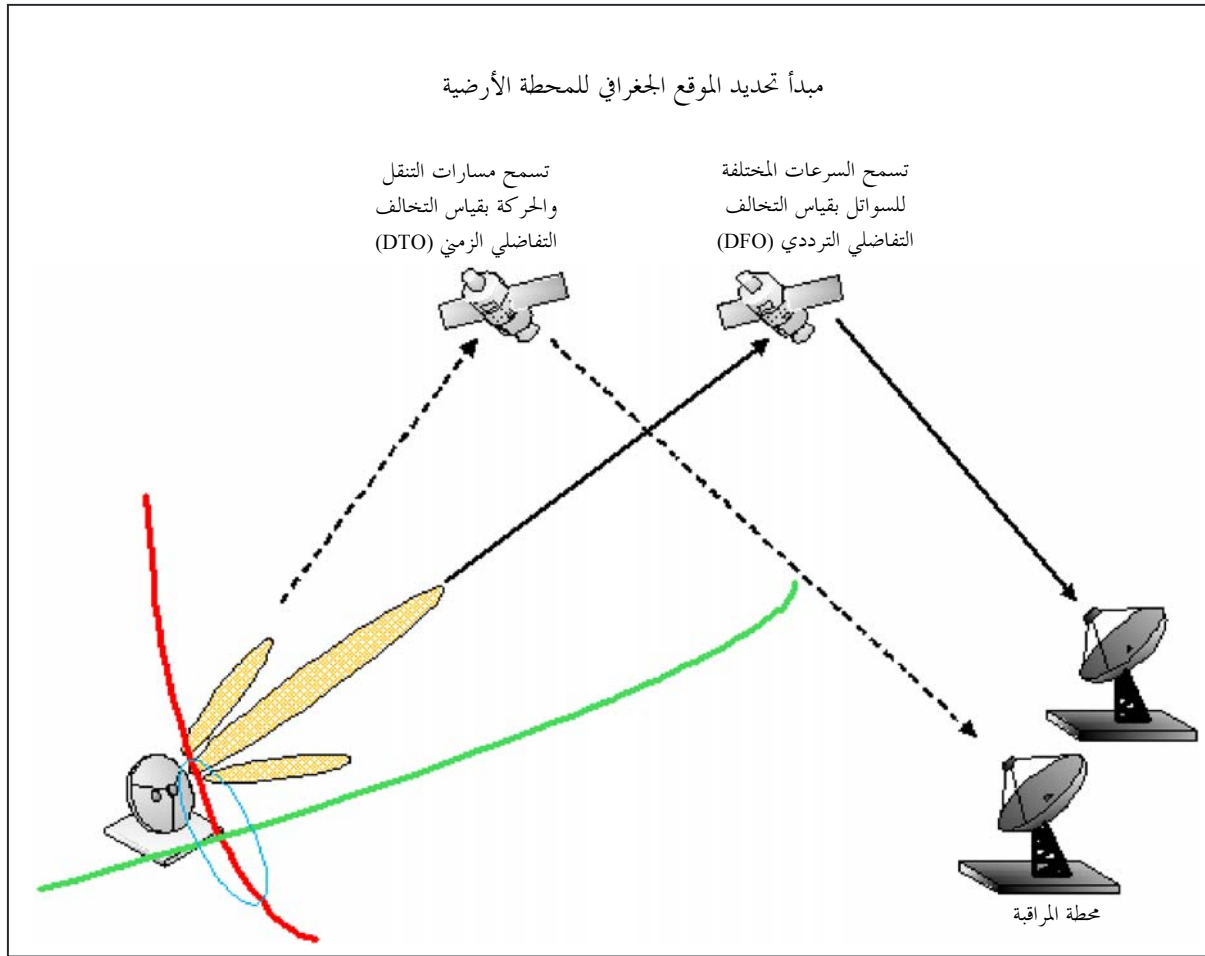 مبدأ تحديد الموقع الجغرافي للمحطة الأرضية
تسمح السرعات المختلفة
للسواتل بقياس التخالف
التفاضلي الترددي (DFO)
تسمح مسارات التنقل
والحركة بقياس التخالف
التفاضلي الزمني (DTO)
محطة المراقبة